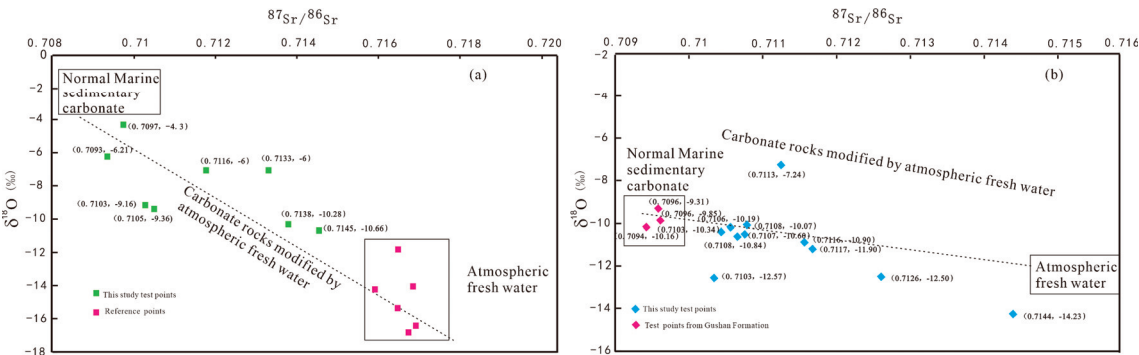 87Sr/86Sr
0.708
0.71
0.712
0.714
0.716
0.718
0.720
0
-2
-4
-6
-8
-10
-12
-14
-16
-18
δ18O (‰)
(a)
Normal Marine
sedimentary
carbonate
(0.7097, -4.3)
(0.7093, -6.21)
(0.7116, -6)
(0.7133, -6)
(0.7103, -9.16)
(0.7105, -9.36)
(0.7138, -10.28)
(0.7145, -10.66)
Carbonate rocks modified by
atmospheric fresh water
Atmospheric
fresh water
This study test points
Reference points
87Sr/86Sr
0.709
0.71
0.711
0.712
0.713
0.714
0.715
0.716
-2
-4
-6
-8
-10
-12
-14
-16
δ18O (‰)
(b)
Carbonate rocks modified by atmospheric fresh water
Normal Marine
sedimentary
carbonate
(0.7113, -7.24)
(0.7096, -9.31)
(0.7096, -9.85)
(0.7106, -10.19)
(0.7094, -10.16)
(0.7103, -10.34)
(0.7108, -10.07)
(0.7107, -10.60)
(0.7108, -10.84)
(0.7116, -10.90)
(0.7117, -11.90)
(0.7103, -12.57)
(0.7126, -12.50)
(0.7144, -14.23)
Atmospheric
fresh water
This study test points
Test points from Gushan Formation